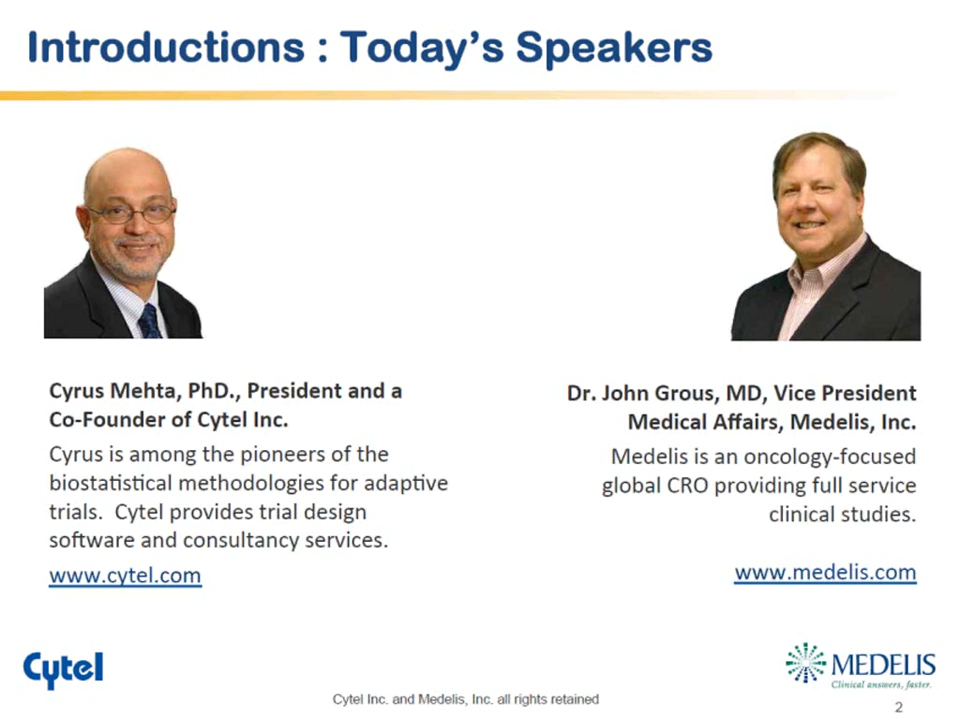 Introductions : Today's Speakers
Cyrus Mehta, PhD., President and a
Co-Founder of Cytel Inc.
Cyrus is among the pioneers of the
biostatistical methodologies for adaptive
trials. Cytel provides trial design
software and consultancy services.
www.cytel.com
Dr. John Grous, MD, Vice President
Medical Affairs, Medelis, Inc.
Medelis is an oncology-focused
global CRO providing full service
clinical studies.
www.medelis.com
Cytel
MEDELIS
Clinical answers, faster.
Cytel Inc. and Medelis, Inc. all rights retained
2